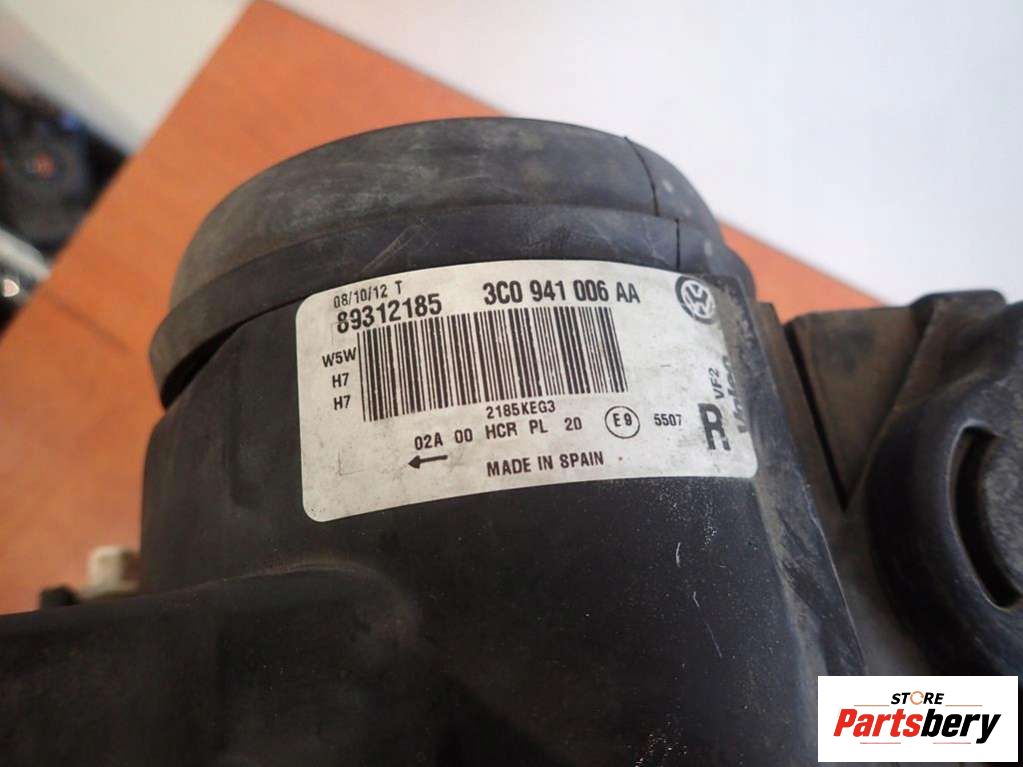 08/10/12 T
89312185 3C0 941 006 AA
W5W
H7
H7
2185KEG3
02A 00 HCR PL 20 E9 5507
MADE IN SPAIN
R
VF2
Valeo
STORE
Partsbery